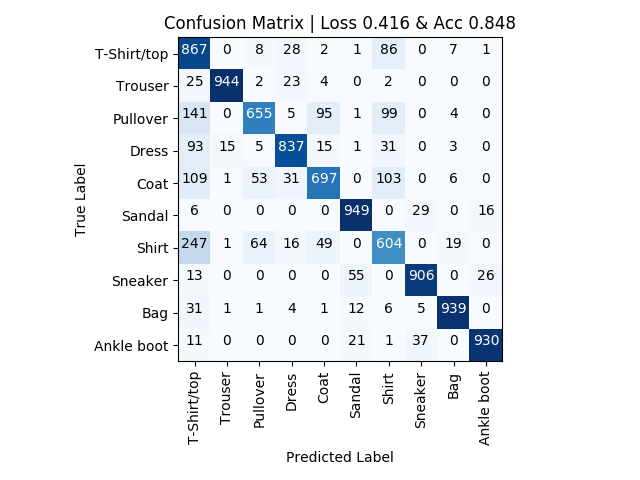 Confusion Matrix | Loss 0.416 & Acc 0.848
T-Shirt/top 867 0 8 28 2 1 86 0 7 1
Trouser 25 944 2 23 4 0 2 0 0 0
Pullover 141 0 655 5 95 1 99 0 4 0
Dress 93 15 5 837 15 1 31 0 3 0
Coat 109 1 53 31 697 0 103 0 6 0
Sandal 6 0 0 0 0 949 0 29 0 16
Shirt 247 1 64 16 49 0 604 0 19 0
Sneaker 13 0 0 0 0 55 0 906 0 26
Bag 31 1 1 4 1 12 6 5 939 0
Ankle boot 11 0 0 0 0 21 1 37 0 930
True Label
T-Shirt/top
Trouser
Pullover
Dress
Coat
Sandal
Shirt
Sneaker
Bag
Ankle boot
Predicted Label